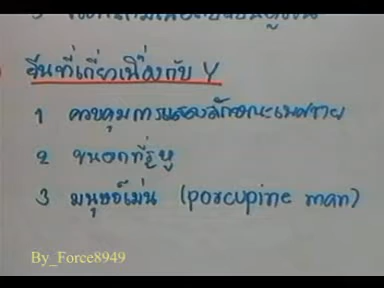 ยีนที่เกี่ยวเนื่องกับ Y
1 ควบคุมการแสดงลักษณะเพศชาย
2 ขนอกที่รูหู
3 มนุษย์เม่น (porcupine man)
By_Force8949